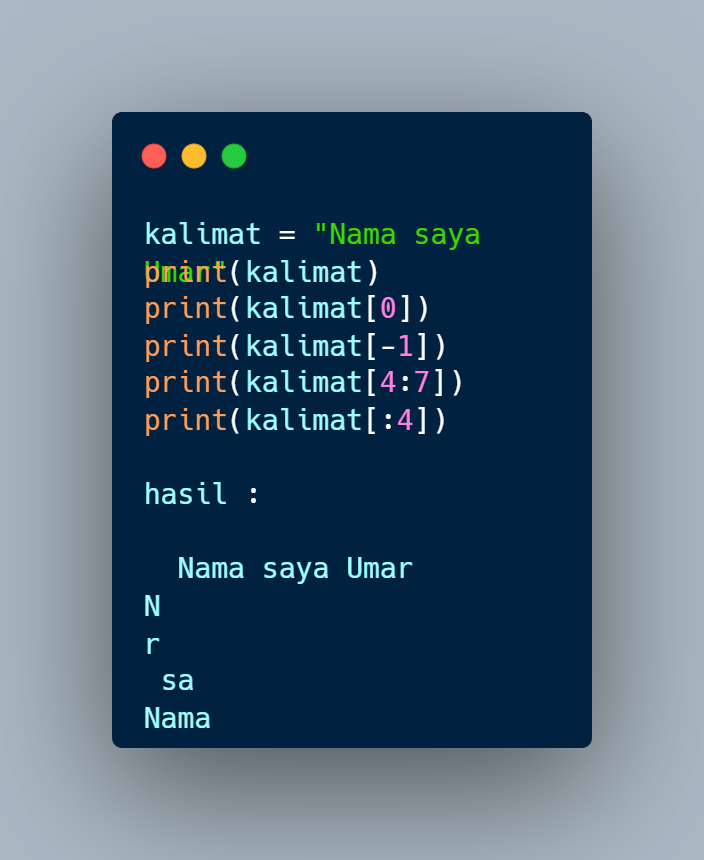 kalimat = "Nama saya
Umar"
print(kalimat)
print(kalimat[0])
print(kalimat[-1])
print(kalimat[4:7])
print(kalimat[:4])
hasil :
Nama saya Umar
N
r
sa
Nama